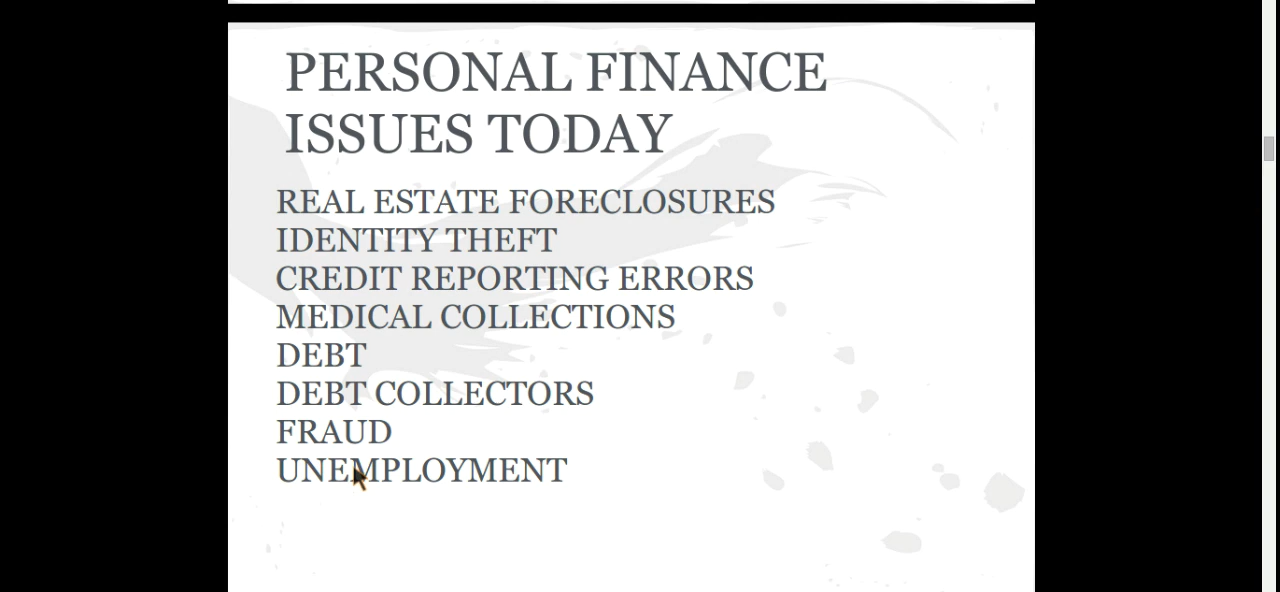 PERSONAL FINANCE
ISSUES TODAY
REAL ESTATE FORECLOSURES
IDENTITY THEFT
CREDIT REPORTING ERRORS
MEDICAL COLLECTIONS
DEBT
DEBT COLLECTORS
FRAUD
UNEMPLOYMENT